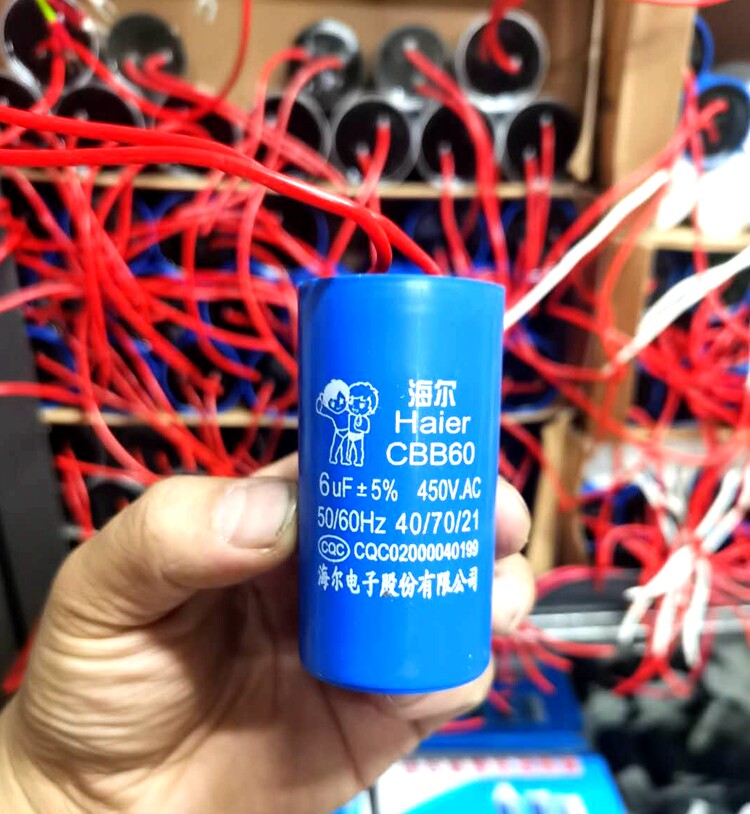 海尔
Haier
CBB60
6uF±5% 450V.AC
50/60Hz 40/70/21
CQC CQC02000040199
海尔电子股份有限公司